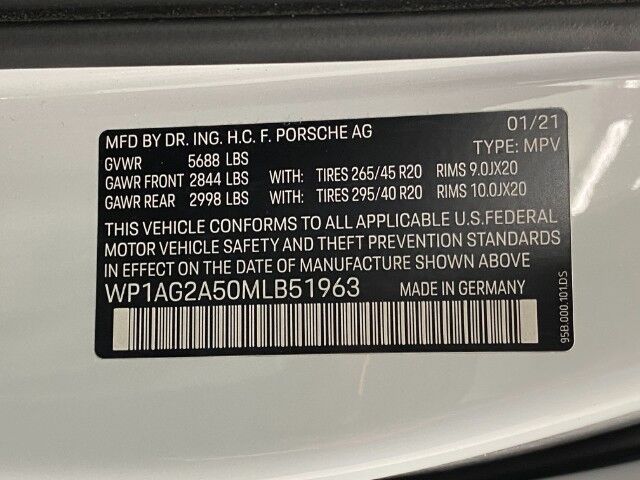 MFD BY DR. ING. H.C. F. PORSCHE AG 01/21
GVWR 5688 LBS TYPE: MPV
GAWR FRONT 2844 LBS WITH: TIRES 265/45 R20 RIMS 9.0JX20
GAWR REAR 2998 LBS WITH: TIRES 295/40 R20 RIMS 10.0JX20
THIS VEHICLE CONFORMS TO ALL APPLICABLE U.S.FEDERAL
MOTOR VEHICLE SAFETY AND THEFT PREVENTION STANDARDS
IN EFFECT ON THE DATE OF MANUFACTURE SHOWN ABOVE
WP1AG2A50MLB51963 MADE IN GERMANY
95B.000.101DS